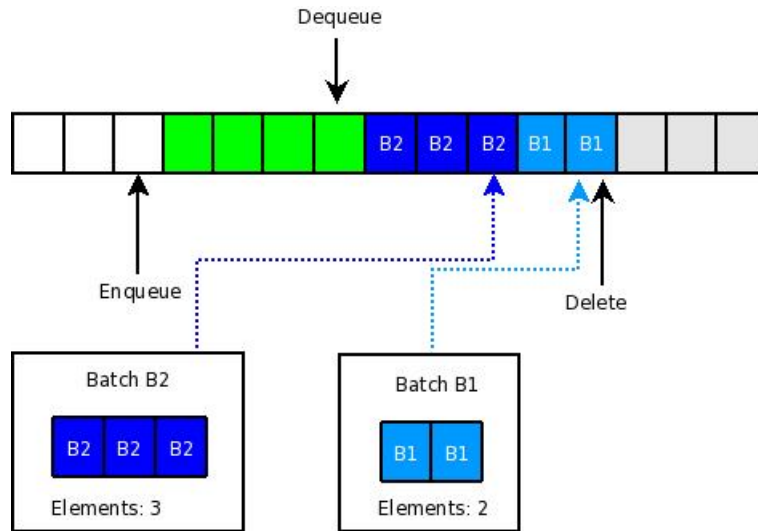 Dequeue
B2 B2 B2 B1 B1
Enqueue
Delete
Batch B2
Batch B1
B2 B2 B2
B1 B1
Elements: 3
Elements: 2